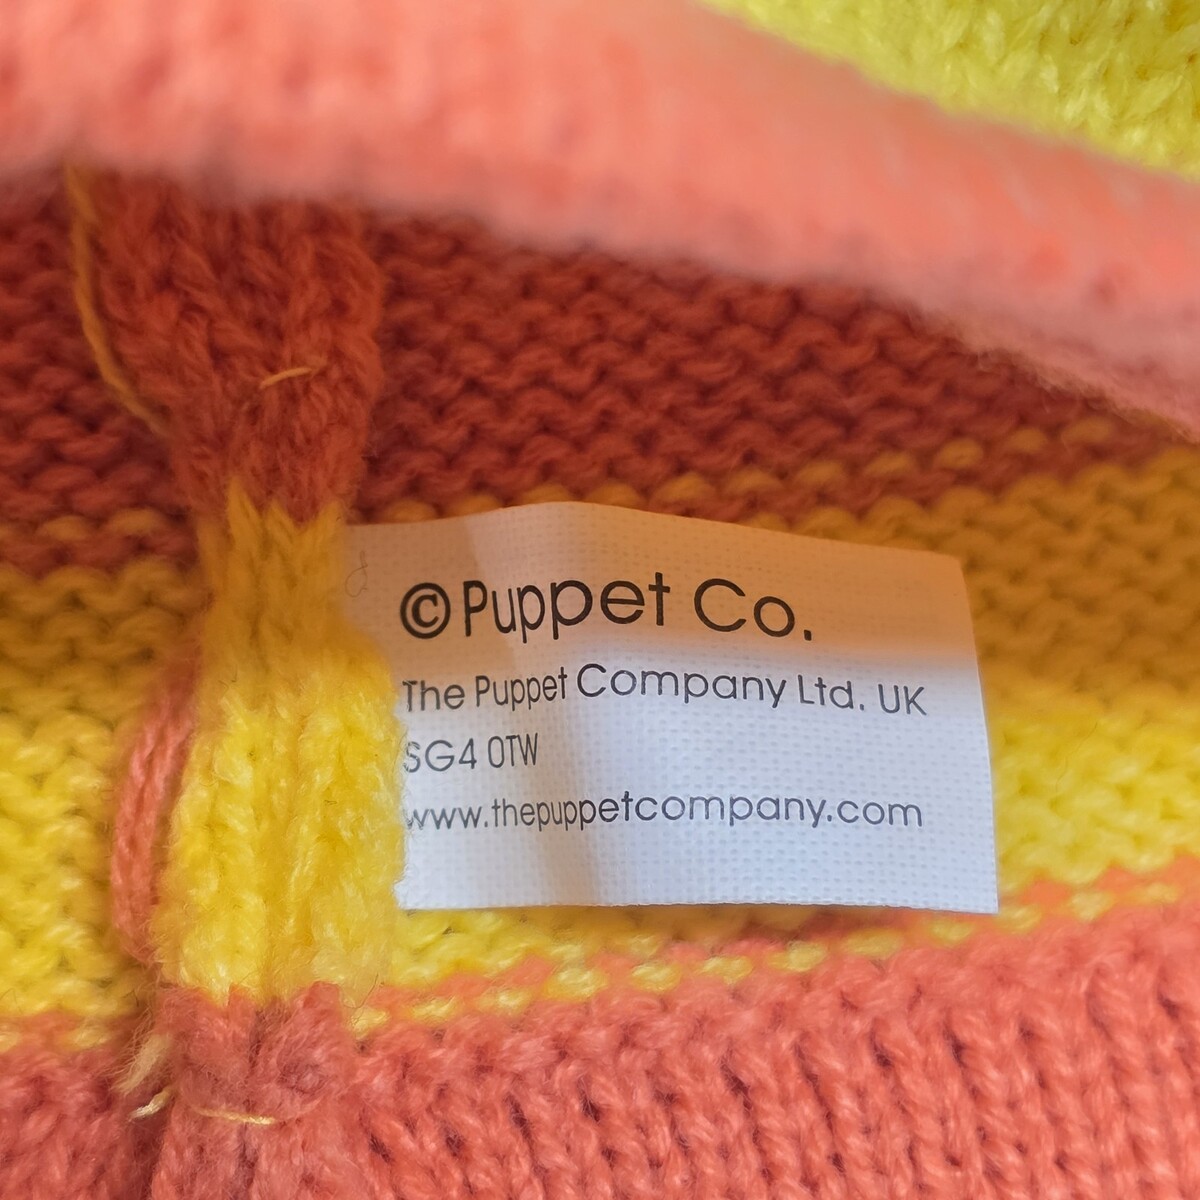 © Puppet Co.
The Puppet Company Ltd. UK
SG4 0TW
www.thepuppetcompany.com